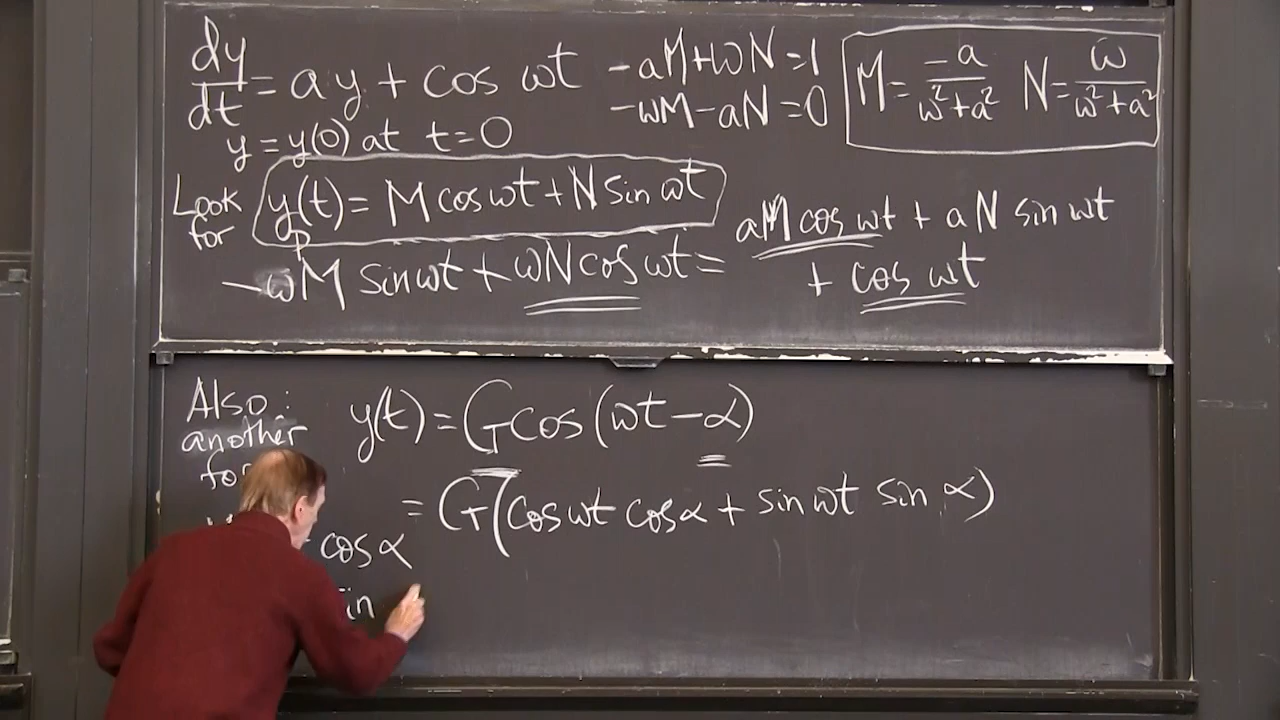 dy/dt = ay + cos ωt
y = y(0) at t=0
-aM+ωN=1
-ωM-aN=0
M = -a/(ω²+a²) N = ω/(ω²+a²)
Look for
y_p(t) = M cos ωt + N sin ωt
-ωM sin ωt + ωN cos ωt = aM cos ωt + aN sin ωt
+ cos ωt
Also:
another
y(t) = G cos (ωt - α)
= G(cos ωt cos α + sin ωt sin α)
cos α